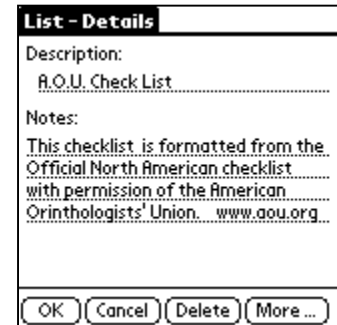 List - Details
Description:
A.O.U. Check List
Notes:
This checklist is formatted from the
Official North American checklist
with permission of the American
Orinthologists' Union. www.aou.org
OK Cancel Delete More ...